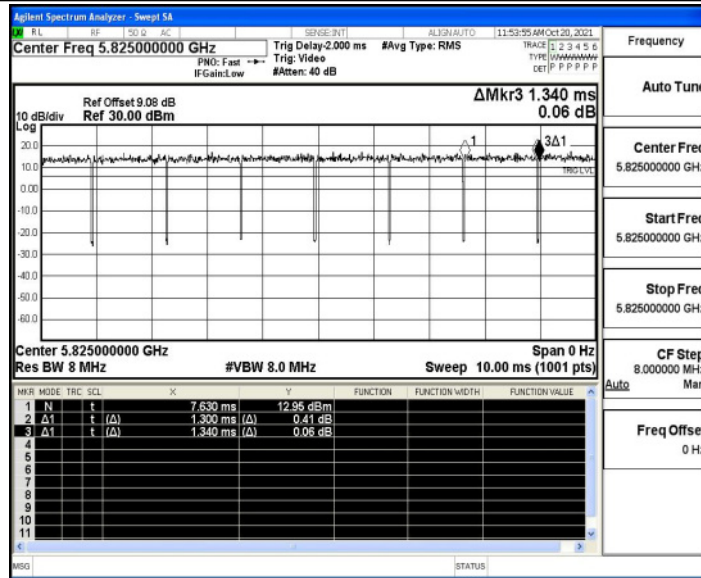 Agilent Spectrum Analyzer - Swept SA
RL RF 50 Ω AC SENSE:INT ALIGNAUTO 11:53:55 AM Oct 20, 2021
Center Freq 5.825000000 GHz
PNO: Fast
IFGain:Low
Trig Delay-2.000 ms
Trig: Video
#Atten: 40 dB
#Avg Type: RMS
TRACE 1 2 3 4 5 6
TYPE WWWWWW
DET P P P P P P
Ref Offset 9.08 dB
10 dB/div Ref 30.00 dBm
Log
ΔMkr3 1.340 ms
0.06 dB
20.0
10.0
0.00
-10.0
-20.0
-30.0
-40.0
-50.0
-60.0
1
3Δ1
TRIG LVL
Center 5.825000000 GHz Span 0 Hz
Res BW 8 MHz #VBW 8.0 MHz Sweep 10.00 ms (1001 pts)
MKR MODE TRC SCL X Y FUNCTION FUNCTION WIDTH FUNCTION VALUE
1 N t 7.630 ms 12.95 dBm
2 Δ1 t (Δ) 1.300 ms (Δ) 0.41 dB
3 Δ1 t (Δ) 1.340 ms (Δ) 0.06 dB
4
5
6
7
8
9
10
11
MSG STATUS
Frequency
Auto Tune
Center Freq
5.825000000 GHz
Start Freq
5.825000000 GHz
Stop Freq
5.825000000 GHz
CF Step
8.000000 MHz
Auto Man
Freq Offset
0 Hz